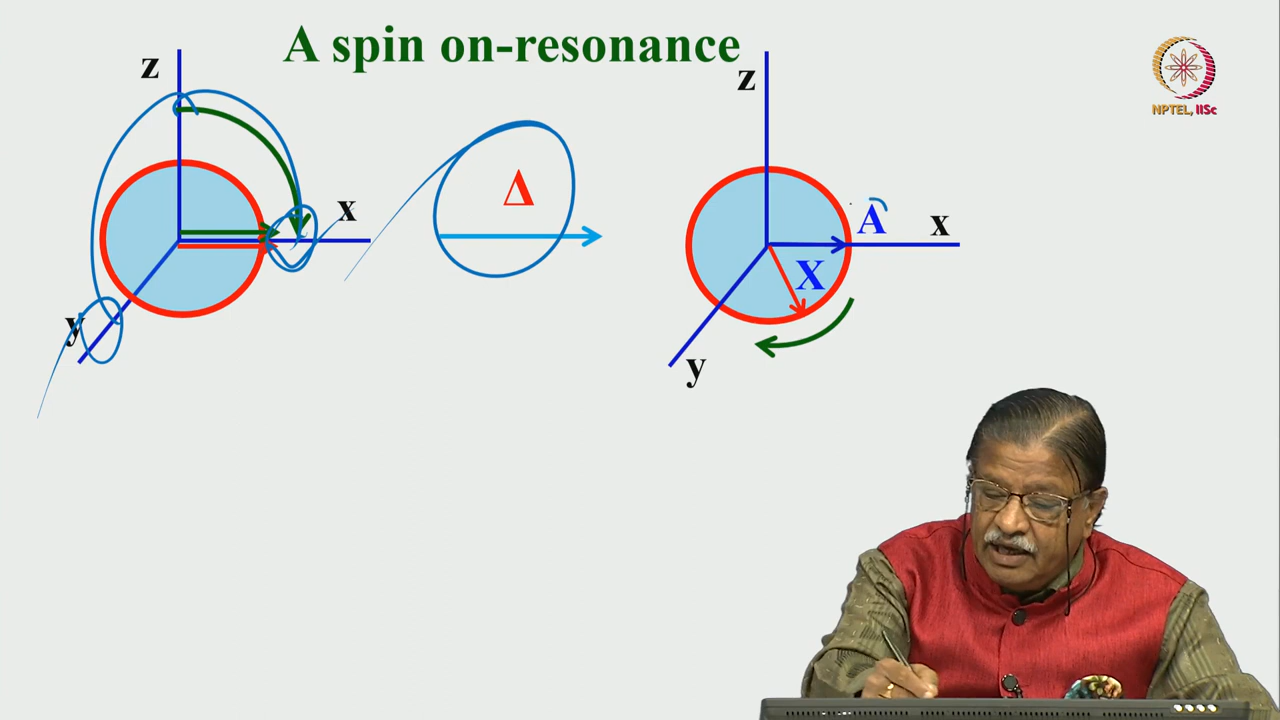 A spin on-resonance
z
x
y
Δ
z
A
x
X
y
NPTEL, IISc